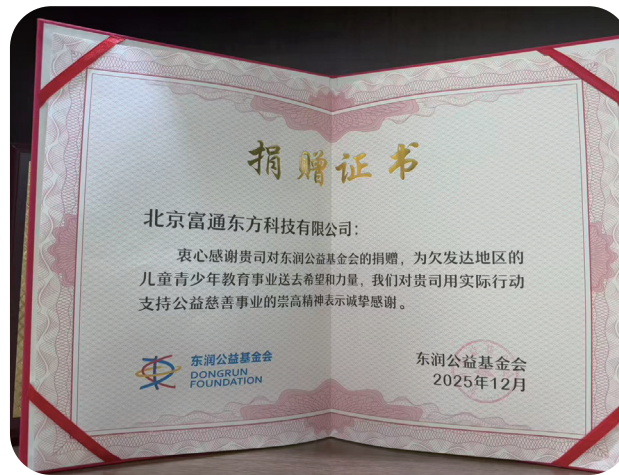 捐赠证书
北京富通东方科技有限公司：
衷心感谢贵司对东润公益基金会的捐赠，为欠发达地区的
儿童青少年教育事业送去希望和力量，我们对贵司用实际行动
支持公益慈善事业的崇高精神表示诚挚感谢。
东润公益基金会
DONGRUN
FOUNDATION
东润公益基金会
2025年12月